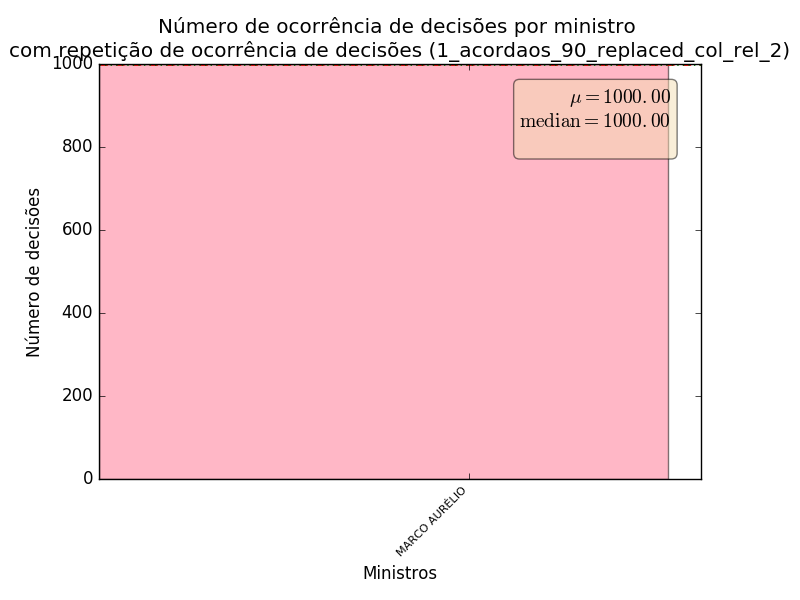 Número de ocorrência de decisões por ministro
com repetição de ocorrência de decisões (1_acordaos_90_replaced_col_rel_2)
1000
μ = 1000.00
median = 1000.00
800
600
400
200
0
Número de decisões
MARCO AURÉLIO
Ministros